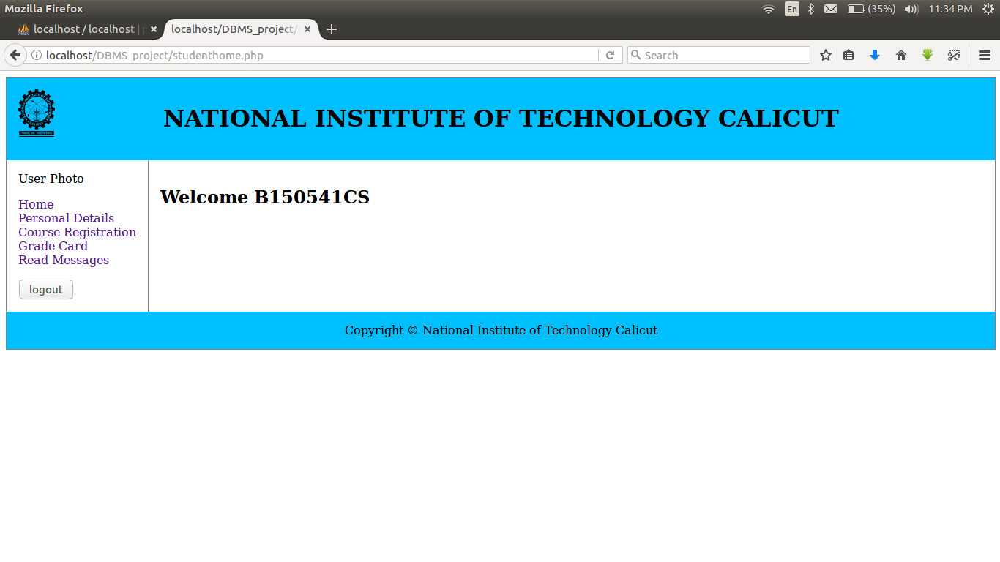 Mozilla Firefox
En
(35%)
11:34 PM
localhost / localhost |
localhost/DBMS_project/
localhost/DBMS_project/studenthome.php
Search
NATIONAL INSTITUTE OF TECHNOLOGY CALICUT
User Photo
Home
Personal Details
Course Registration
Grade Card
Read Messages
logout
Welcome B150541CS
Copyright © National Institute of Technology Calicut